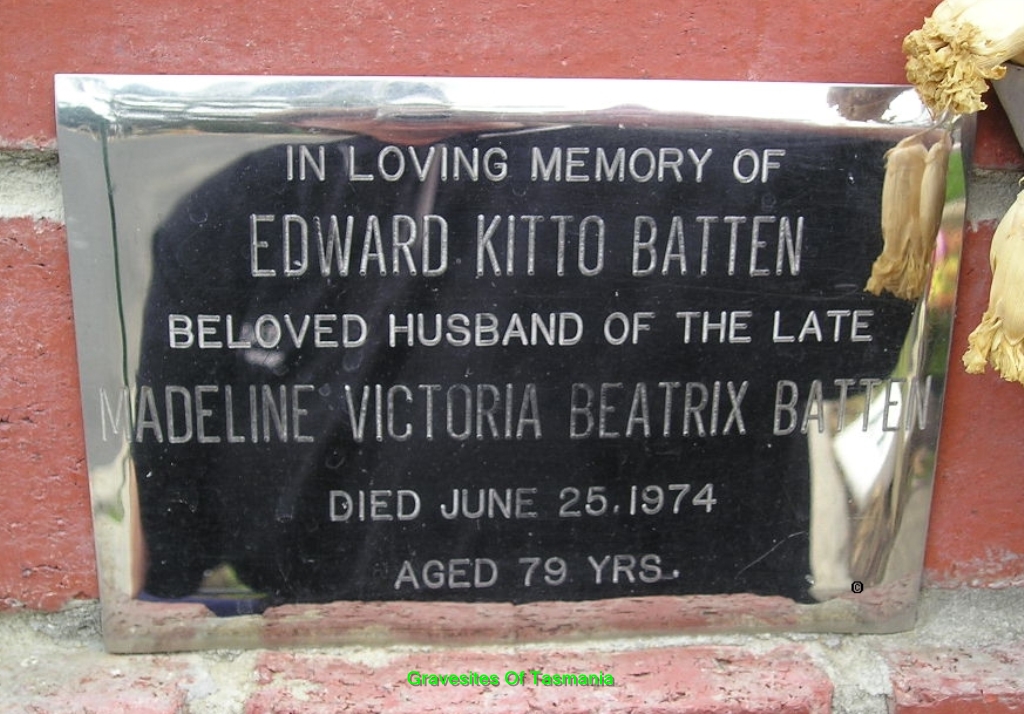 IN LOVING MEMORY OF
EDWARD KITTO BATTEN
BELOVED HUSBAND OF THE LATE
MADELINE VICTORIA BEATRIX BATTEN
DIED JUNE 25.1974
AGED 79 YRS.
©
Gravesites Of Tasmania